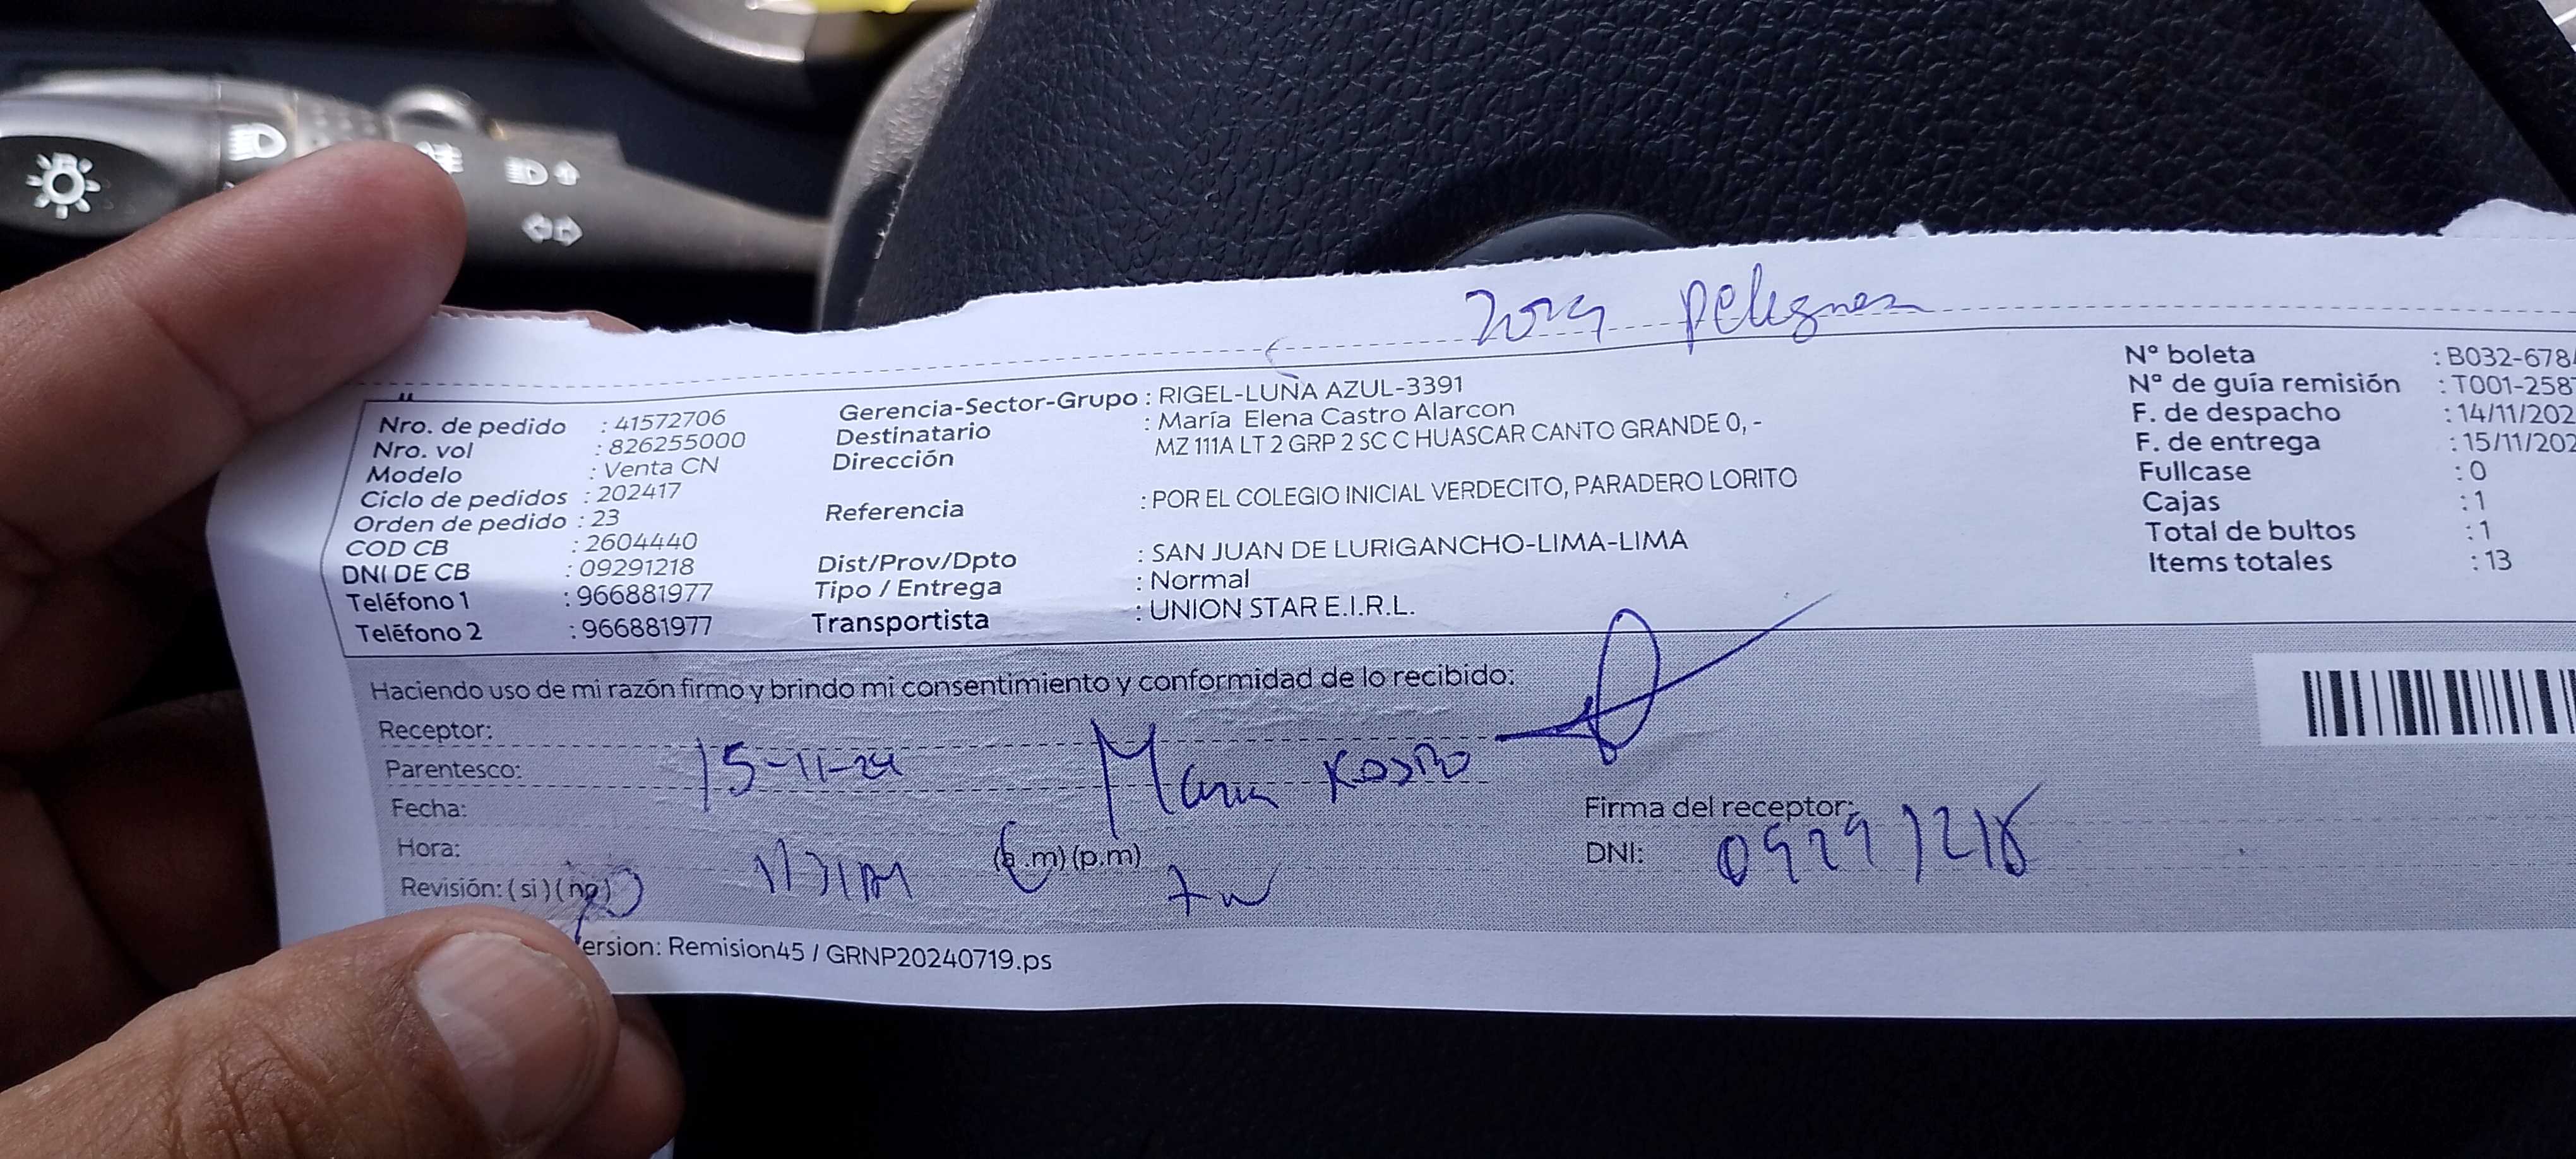 Zona peligrosa
Nro. de pedido : 41572706
Nro. vol : 826255000
Modelo : Venta CN
Ciclo de pedidos : 202417
Orden de pedido : 23
COD CB : 2604440
DNI DE CB : 09291218
Teléfono 1 : 966881977
Teléfono 2 : 966881977
Gerencia-Sector-Grupo : RIGEL-LUNA AZUL-3391
Destinatario : María Elena Castro Alarcon
Dirección MZ 111A LT 2 GRP 2 SC C HUASCAR CANTO GRANDE 0, -
Referencia : POR EL COLEGIO INICIAL VERDECITO, PARADERO LORITO
Dist/Prov/Dpto : SAN JUAN DE LURIGANCHO-LIMA-LIMA
Tipo / Entrega : Normal
Transportista : UNION STAR E.I.R.L.
Nº boleta : B032-678
Nº de guía remisión : T001-258
F. de despacho : 14/11/202
F. de entrega : 15/11/202
Fullcase : 0
Cajas : 1
Total de bultos : 1
Items totales : 13
Haciendo uso de mi razón firmo y brindo mi consentimiento y conformidad de lo recibido:
Receptor:
Parentesco: 15-11-24 Maria
Fecha:
Hora: (a.m) (p.m)
Revisión: (si) (no)
Firma del receptor:
DNI: 09291218
ersion: Remision45 / GRNP20240719.ps